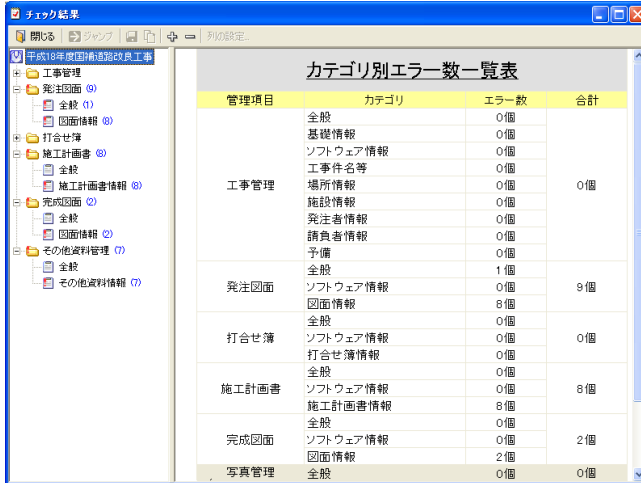 チェック結果
閉じる ジャンプ 列の設定...
平成18年度国補道路改良工事
工事管理
発注図面 (9)
全般 (1)
図面情報 (8)
打合せ簿
施工計画書 (8)
全般
施工計画書情報 (8)
完成図面 (2)
全般
図面情報 (2)
その他資料管理 (7)
全般
その他資料情報 (7)
カテゴリ別エラー数一覧表
管理項目 カテゴリ エラー数 合計
全般 0個
基礎情報 0個
ソフトウェア情報 0個
工事件名等 0個
工事管理 場所情報 0個 0個
施設情報 0個
発注者情報 0個
請負者情報 0個
予備 0個
全般 1個
発注図面 ソフトウェア情報 0個 9個
図面情報 8個
全般 0個
打合せ簿 ソフトウェア情報 0個 0個
打合せ簿情報 0個
全般 0個
施工計画書 ソフトウェア情報 0個 8個
施工計画書情報 8個
全般 0個
完成図面 ソフトウェア情報 0個 2個
図面情報 2個
写真管理 全般 0個 0個